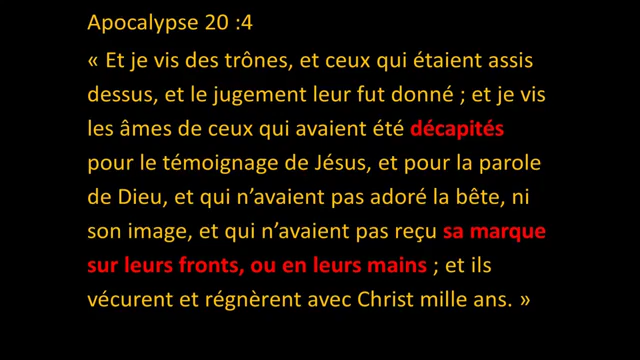 Apocalypse 20 :4
« Et je vis des trônes, et ceux qui étaient assis
dessus, et le jugement leur fut donné ; et je vis
les âmes de ceux qui avaient été décapités
pour le témoignage de Jésus, et pour la parole
de Dieu, et qui n’avaient pas adoré la bête, ni
son image, et qui n’avaient pas reçu sa marque
sur leurs fronts, ou en leurs mains ; et ils
vécurent et régnèrent avec Christ mille ans. »